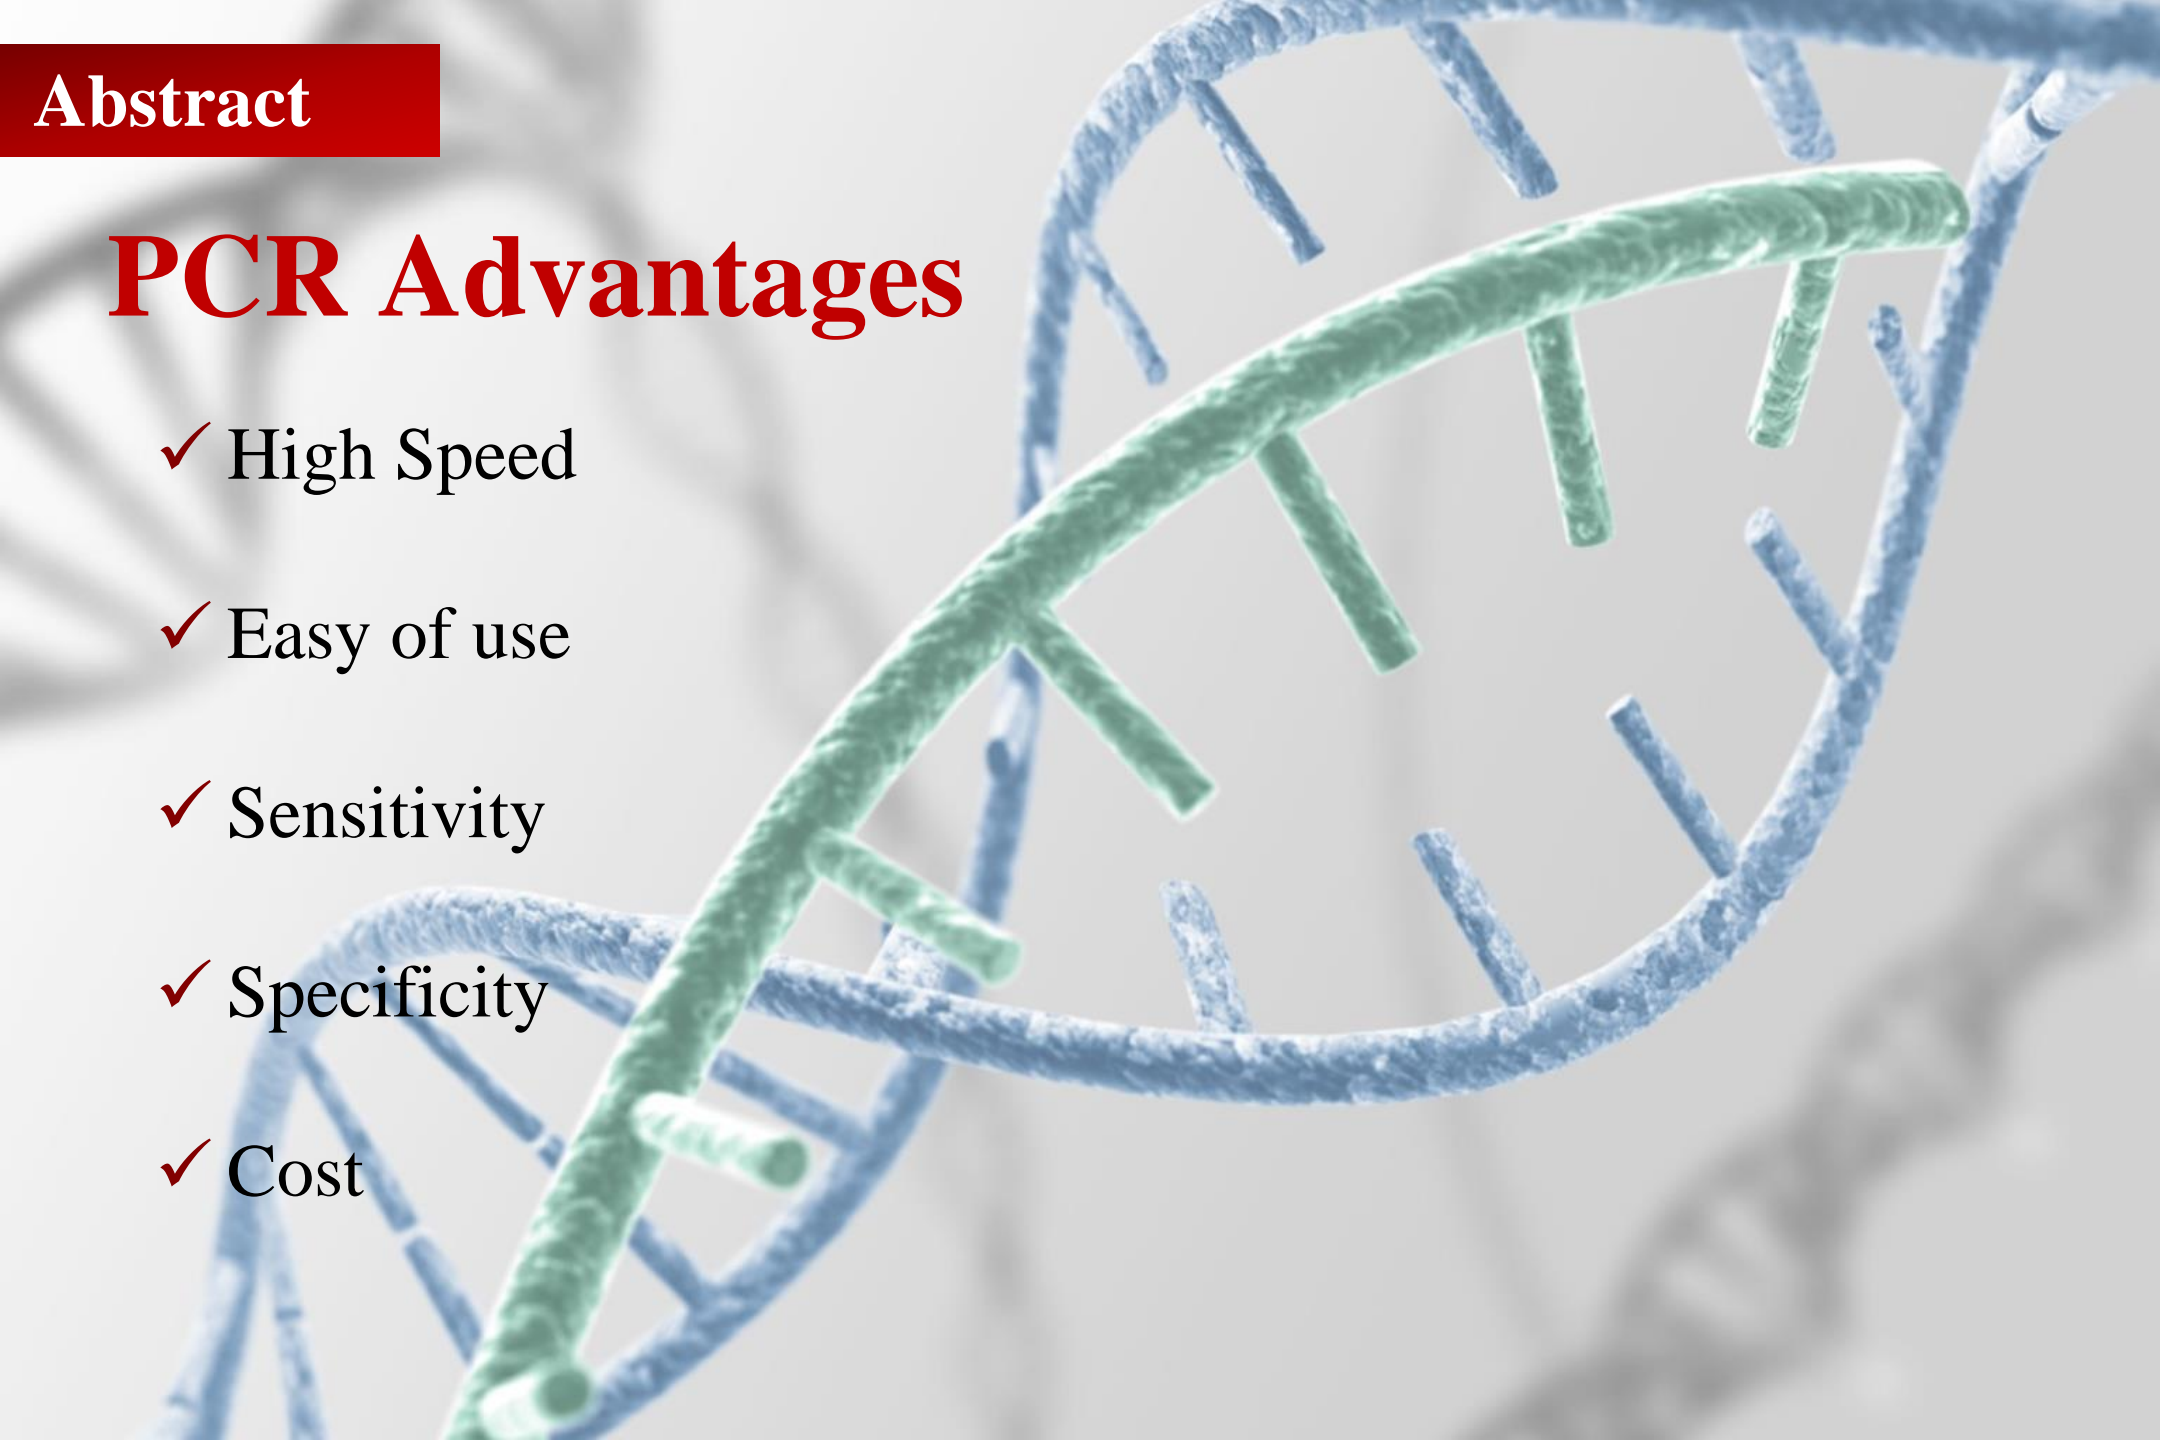 Abstract
PCR Advantages
✓ High Speed
✓ Easy of use
✓ Sensitivity
✓ Specificity
✓ Cost